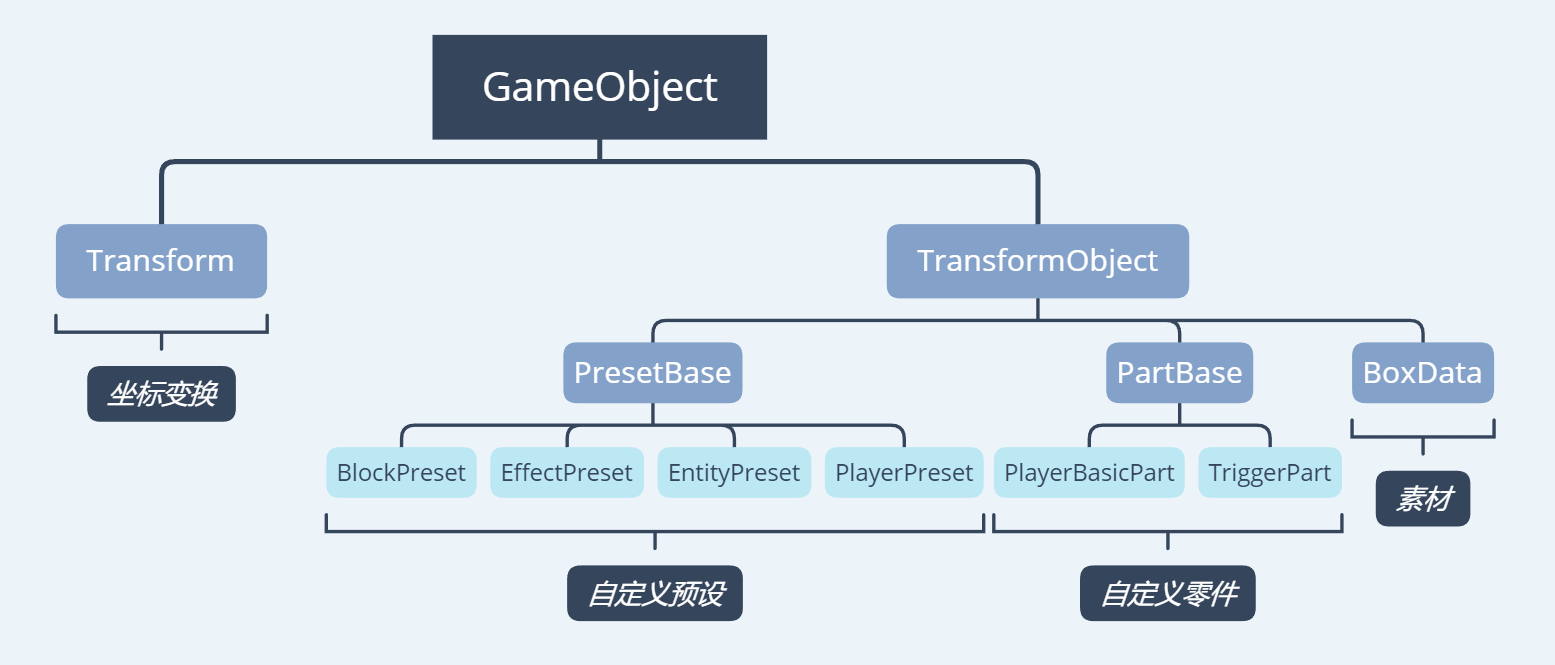 GameObject
Transform
TransformObject
坐标变换
PresetBase
PartBase
BoxData
BlockPreset
EffectPreset
EntityPreset
PlayerPreset
PlayerBasicPart
TriggerPart
素材
自定义预设
自定义零件